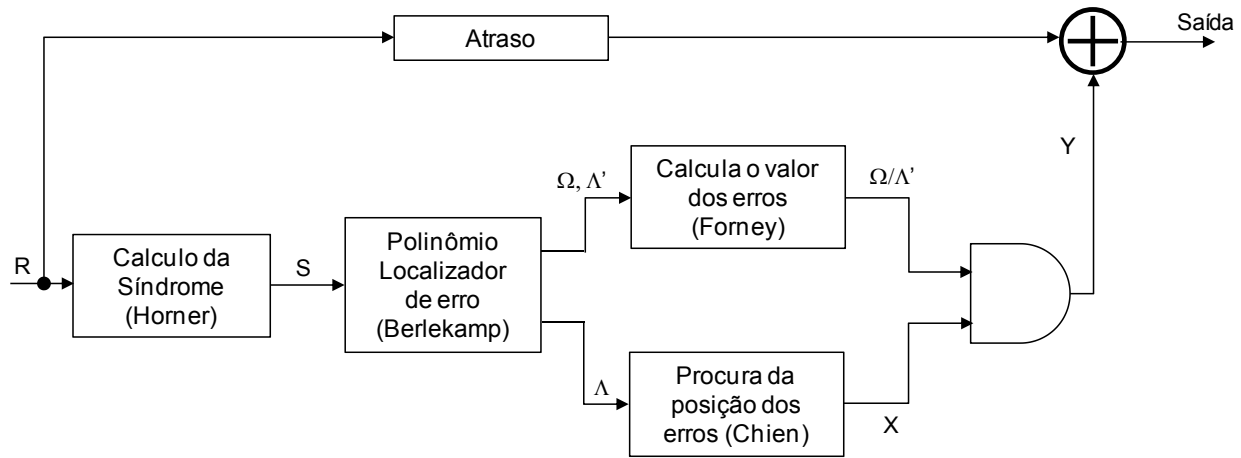 Atraso
Saída
Y
Calcula o valor
dos erros
(Forney)
Ω, Λ’
Ω/Λ’
R
Calculo da
Síndrome
(Horner)
S
Polinômio
Localizador
de erro
(Berlekamp)
Λ
Procura da
posição dos
erros (Chien)
X